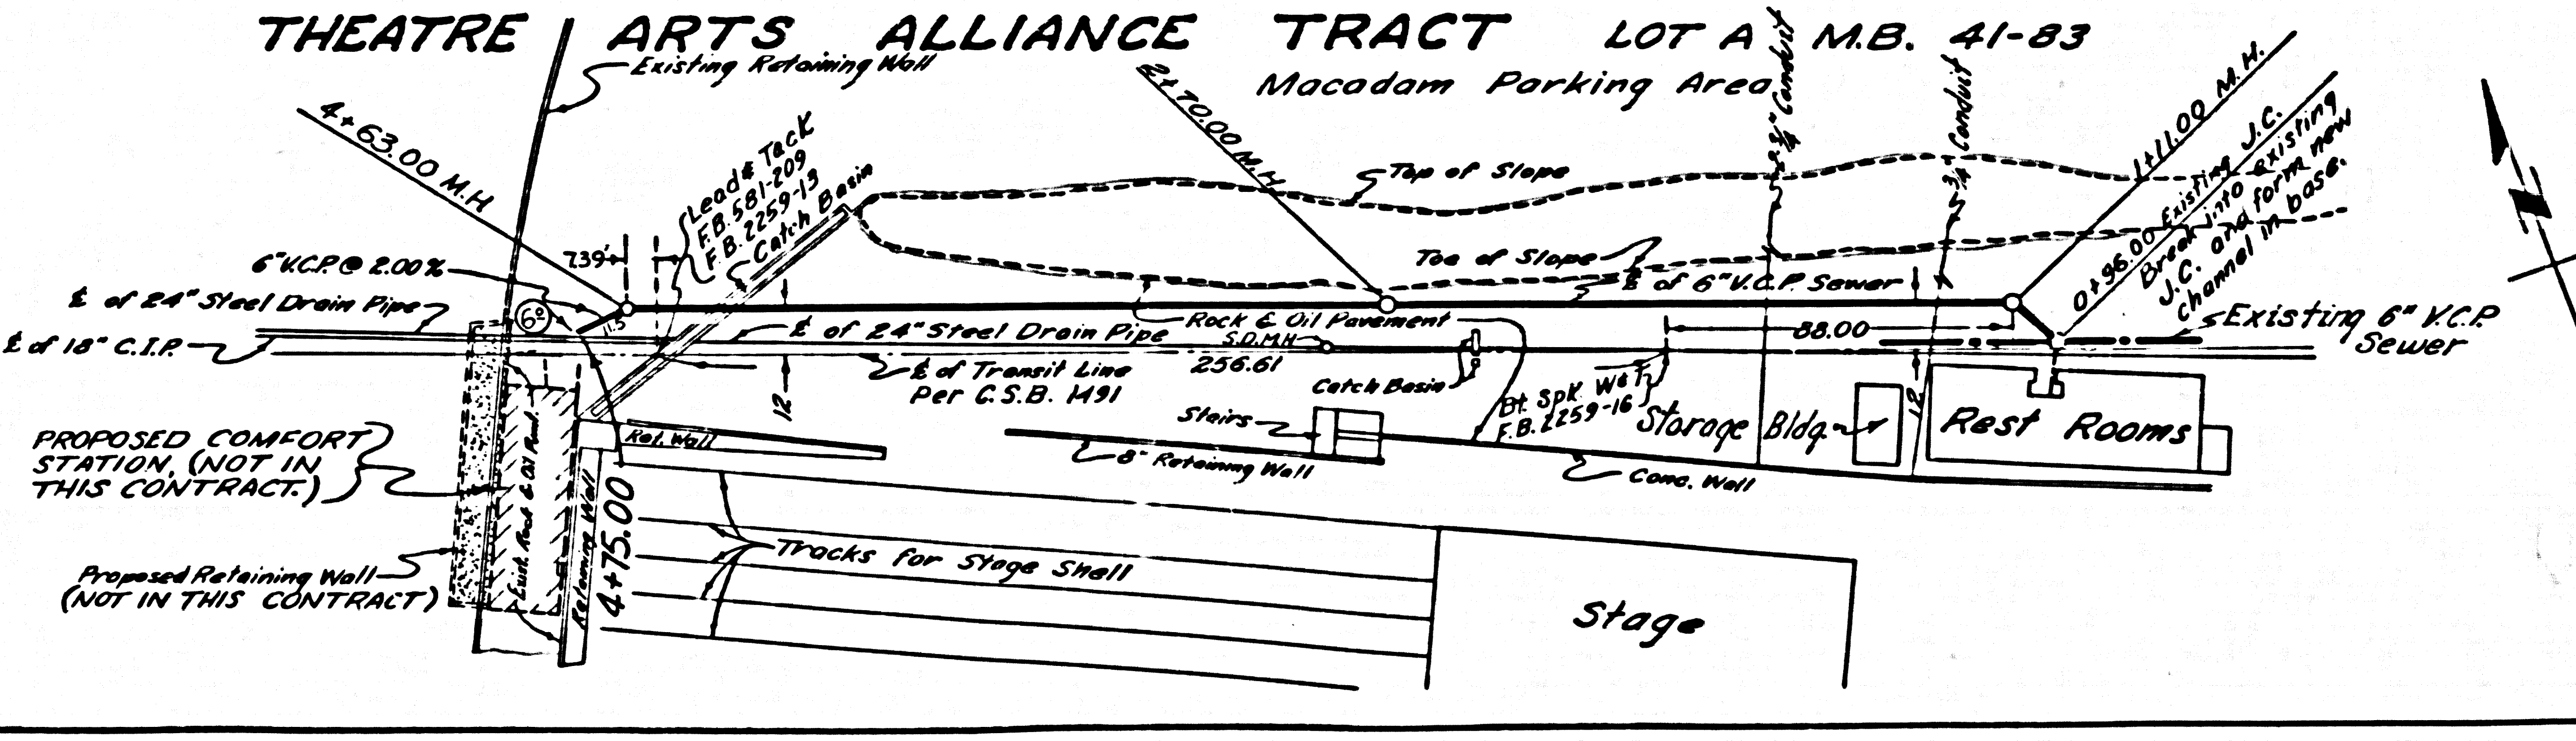 THEATRE ARTS ALLIANCE TRACT LOT A M.B. 41-83
Existing Retaining Wall
Macadam Parking Area
4+63.00 M.H
2+70.00 M.H
Conduit
3/4" Conduit
1+11.00 M.H.
0+96.00 Existing J.C.
Break into existing
J.C. and form new
channel in base.
Lead & Tack
F.B. 581-209
F.B. 2259-13
Catch Basin
Top of Slope
Toe of Slope
7.39'
6" V.C.P. @ 2.00%
℄ of 24" Steel Drain Pipe
℄ of 18" C.I.P.
6º
11.5
℄ of 6" V.C.P. Sewer
Rock & Oil Pavement
℄ of 24" Steel Drain Pipe
S.D.M.H
88.00
Existing 6" V.C.P.
Sewer
℄ of Transit Line
Per C.S.B. 1491
256.61
12
Catch Basin
Bt. Spk. W & T
F.B. 2259-16
Stairs
Storage Bldg.
12
Rest Rooms
PROPOSED COMFORT
STATION, (NOT IN
THIS CONTRACT.)
Ret. Wall
8" Retaining Wall
Conc. Wall
Exist. Rock & Oil Pvmt.
Retaining Wall
4+75.00
Proposed Retaining Wall
(NOT IN THIS CONTRACT)
Tracks for Stage Shell
Stage
N